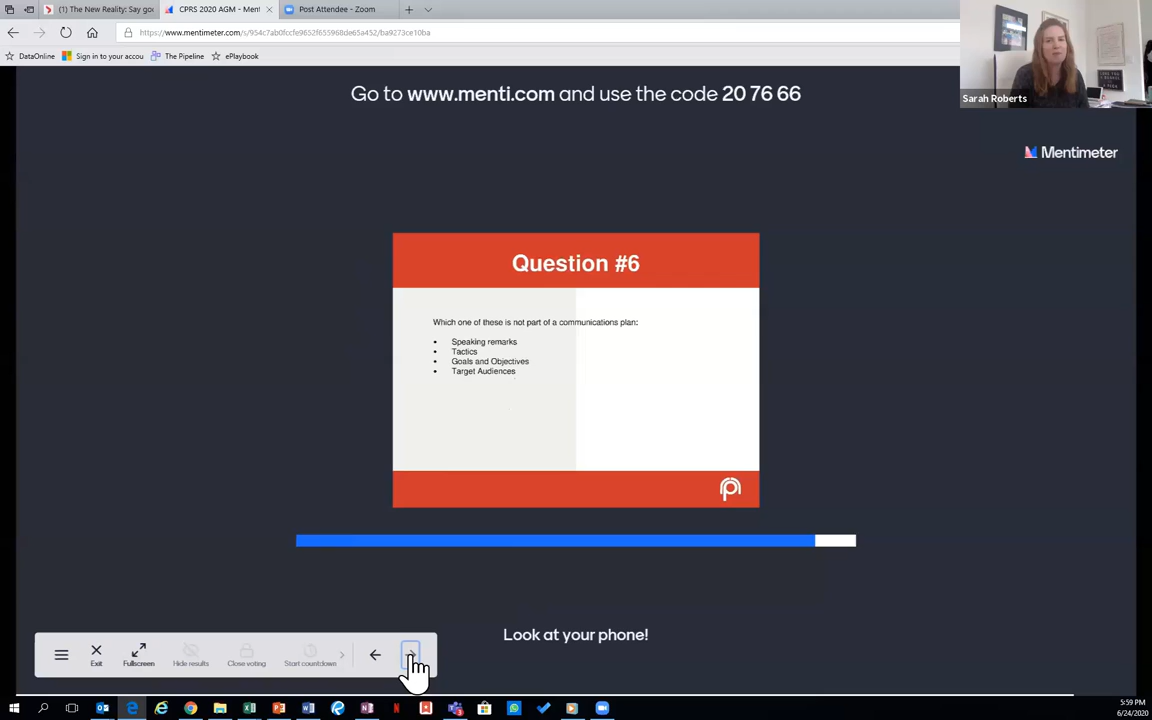 (1) The New Reality: Say goo
CPRS 2020 AGM - Menti
Post Attendee - Zoom
https://www.mentimeter.com/s/954c7ab0fccfe9652f655968de65a452/ba9273ce10ba
DataOnline
Sign in to your accou
The Pipeline
ePlaybook
Sarah Roberts
Go to www.menti.com and use the code 20 76 66
Mentimeter
Question #6
Which one of these is not part of a communications plan:
• Speaking remarks
• Tactics
• Goals and Objectives
• Target Audiences
Look at your phone!
Exit
Fullscreen
Hide results
Close voting
Start countdown
5:59 PM
6/24/2020